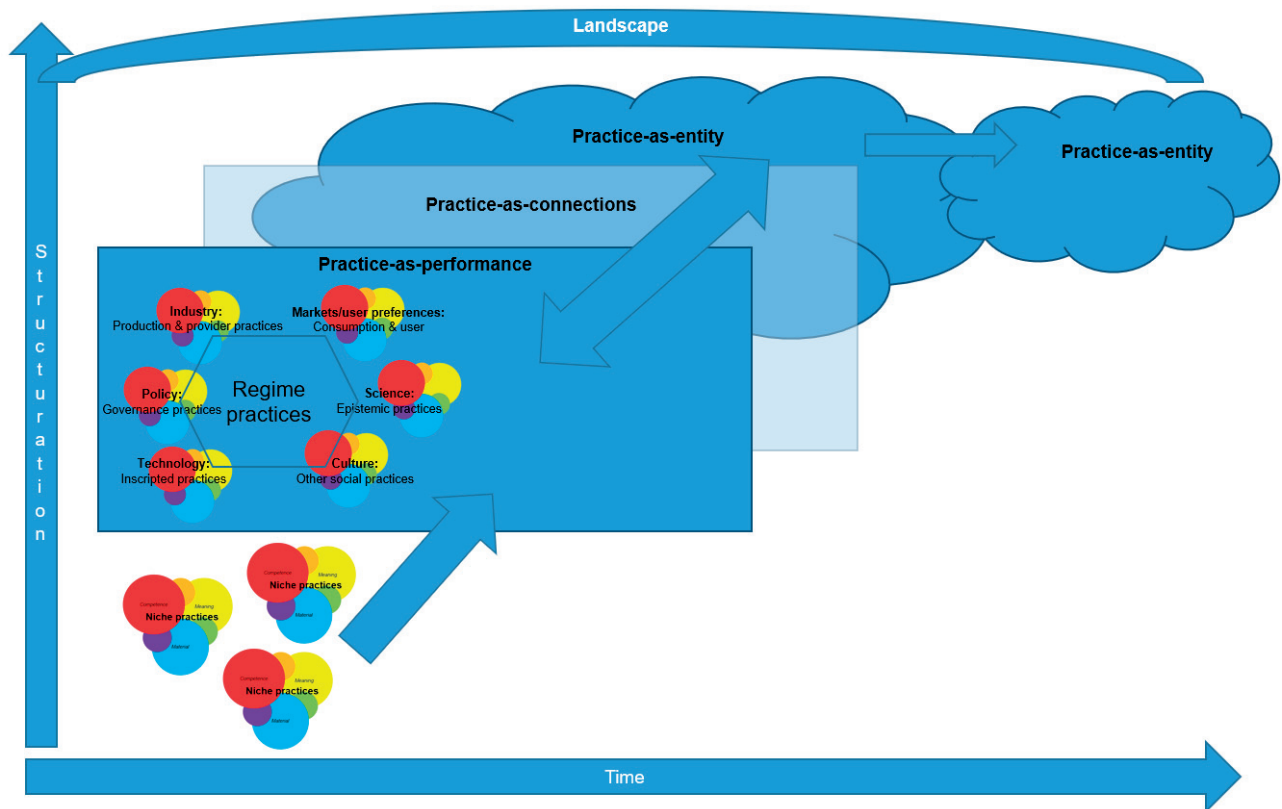 Landscape
Practice-as-entity
Practice-as-entity
Practice-as-connections
Practice-as-performance
Structuration
Industry:
Production & provider practices
Markets/user preferences:
Consumption & user
Policy:
Governance practices
Regime
practices
Science:
Epistemic practices
Technology:
Inscripted practices
Culture:
Other social practices
Competence
Meaning
Niche practices
Material
Competence
Meaning
Niche practices
Material
Competence
Meaning
Niche practices
Material
Time